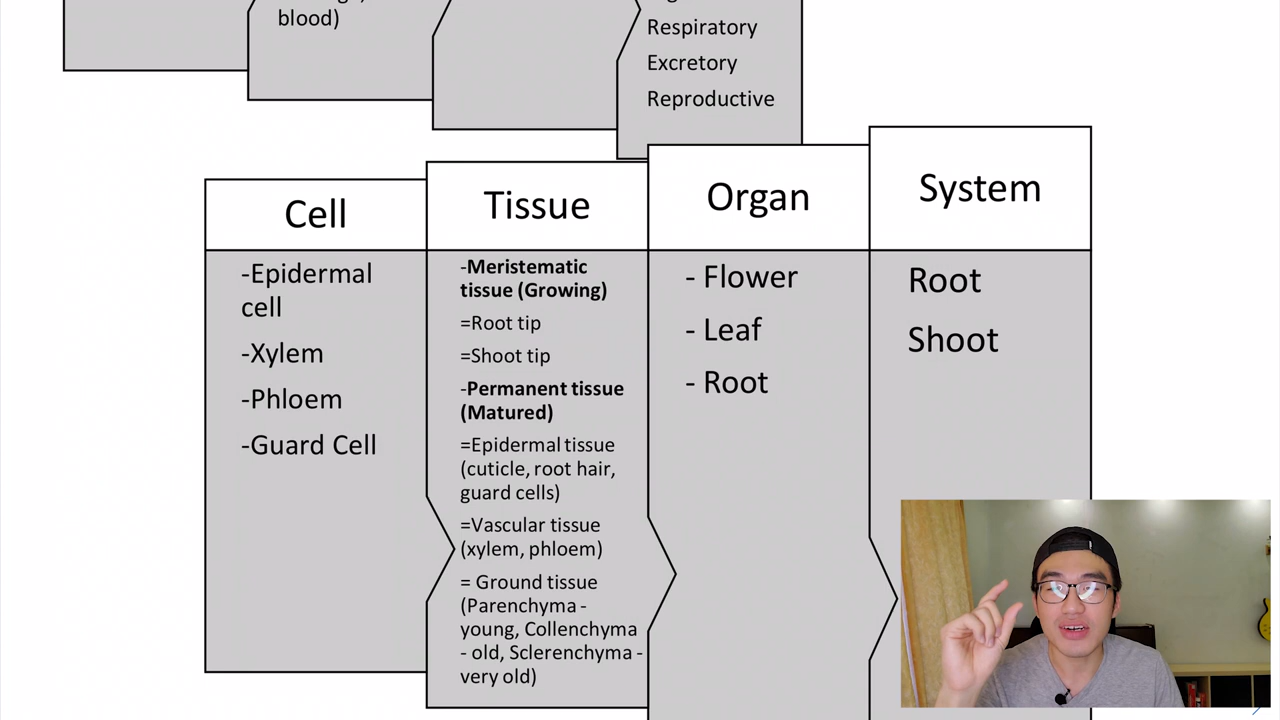 blood)
Respiratory
Excretory
Reproductive
Cell
Tissue
Organ
System
-Epidermal
cell
-Xylem
-Phloem
-Guard Cell
-Meristematic
tissue (Growing)
=Root tip
=Shoot tip
-Permanent tissue
(Matured)
=Epidermal tissue
(cuticle, root hair,
guard cells)
=Vascular tissue
(xylem, phloem)
= Ground tissue
(Parenchyma -
young, Collenchyma
- old, Sclerenchyma -
very old)
- Flower
- Leaf
- Root
Root
Shoot